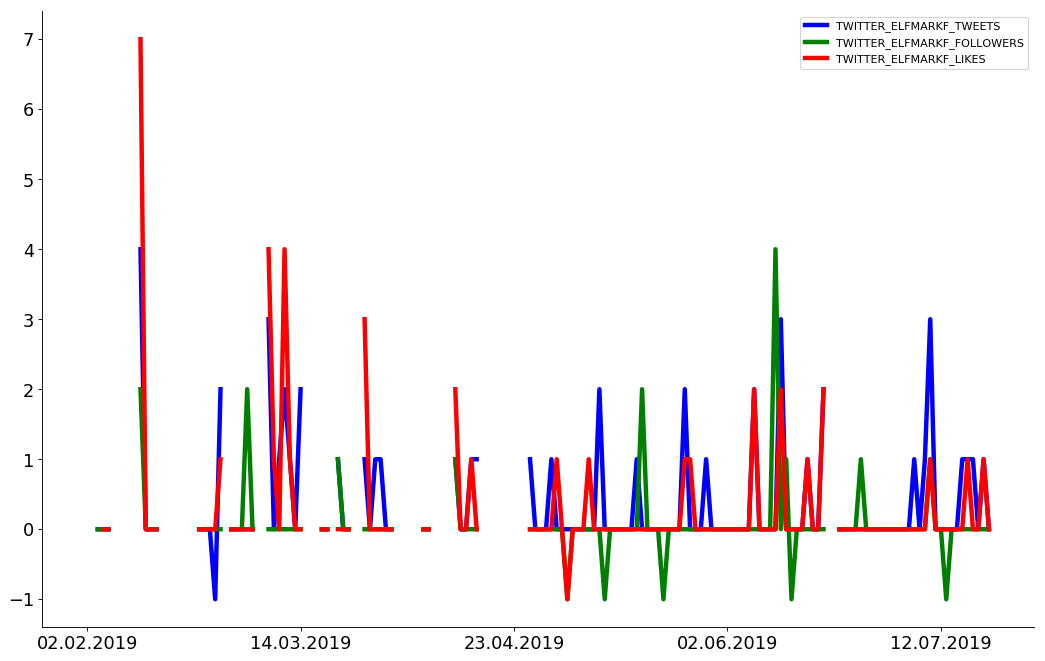 TWITTER_ELFMARKF_TWEETS
TWITTER_ELFMARKF_FOLLOWERS
TWITTER_ELFMARKF_LIKES
7
6
5
4
3
2
1
0
−1
02.02.2019 14.03.2019 23.04.2019 02.06.2019 12.07.2019